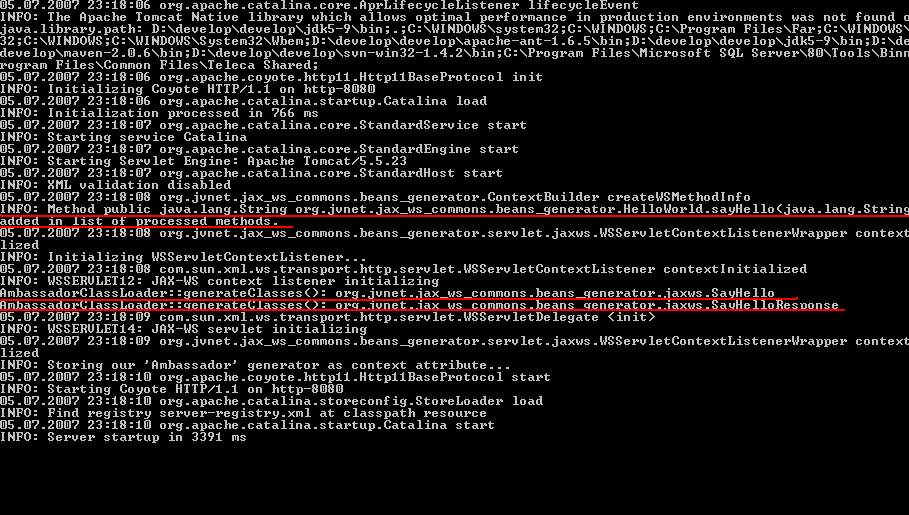 05.07.2007 23:18:06 org.apache.catalina.core.AprLifecycleListener lifecycleEvent
INFO: The Apache Tomcat Native library which allows optimal performance in production environments was not found o
java.library.path: D:\develop\develop\jdk5-9\bin;.;C:\WINDOWS\system32;C:\WINDOWS;C:\Program Files\Far;C:\WINDOWS\
32;C:\WINDOWS;C:\WINDOWS\System32\Wbem;D:\develop\develop\apache-ant-1.6.5\bin;D:\develop\develop\jdk5-9\bin;D:\de
develop\maven-2.0.6\bin;D:\develop\develop\svn-win32-1.4.2\bin;C:\Program Files\Microsoft SQL Server\80\Tools\Binn
rogram Files\Common Files\Teleca Shared;
05.07.2007 23:18:06 org.apache.coyote.http11.Http11BaseProtocol init
INFO: Initializing Coyote HTTP/1.1 on http-8080
05.07.2007 23:18:06 org.apache.catalina.startup.Catalina load
INFO: Initialization processed in 766 ms
05.07.2007 23:18:07 org.apache.catalina.core.StandardService start
INFO: Starting service Catalina
05.07.2007 23:18:07 org.apache.catalina.core.StandardEngine start
INFO: Starting Servlet Engine: Apache Tomcat/5.5.23
05.07.2007 23:18:07 org.apache.catalina.core.StandardHost start
INFO: XML validation disabled
05.07.2007 23:18:08 org.jvnet.jax_ws_commons.beans_generator.ContextBuilder createWSMethodInfo
INFO: Method public java.lang.String org.jvnet.jax_ws_commons.beans_generator.HelloWorld.sayHello(java.lang.String
added in list of processed methods.
05.07.2007 23:18:08 org.jvnet.jax_ws_commons.beans_generator.servlet.jaxws.WSServletContextListenerWrapper context
lized
INFO: Initializing WSServletContextListener...
05.07.2007 23:18:08 com.sun.xml.ws.transport.http.servlet.WSServletContextListener contextInitialized
INFO: WSSERVLET12: JAX-WS context listener initializing
AmbassadorClassLoader::generateClasses(): org.jvnet.jax_ws_commons.beans_generator.jaxws.SayHello
AmbassadorClassLoader::generateClasses(): org.jvnet.jax_ws_commons.beans_generator.jaxws.SayHelloResponse
05.07.2007 23:18:09 com.sun.xml.ws.transport.http.servlet.WSServletDelegate <init>
INFO: WSSERVLET14: JAX-WS servlet initializing
05.07.2007 23:18:09 org.jvnet.jax_ws_commons.beans_generator.servlet.jaxws.WSServletContextListenerWrapper context
lized
INFO: Storing our 'Ambassador' generator as context attribute...
05.07.2007 23:18:10 org.apache.coyote.http11.Http11BaseProtocol start
INFO: Starting Coyote HTTP/1.1 on http-8080
05.07.2007 23:18:10 org.apache.catalina.storeconfig.StoreLoader load
INFO: Find registry server-registry.xml at classpath resource
05.07.2007 23:18:10 org.apache.catalina.startup.Catalina start
INFO: Server startup in 3391 ms